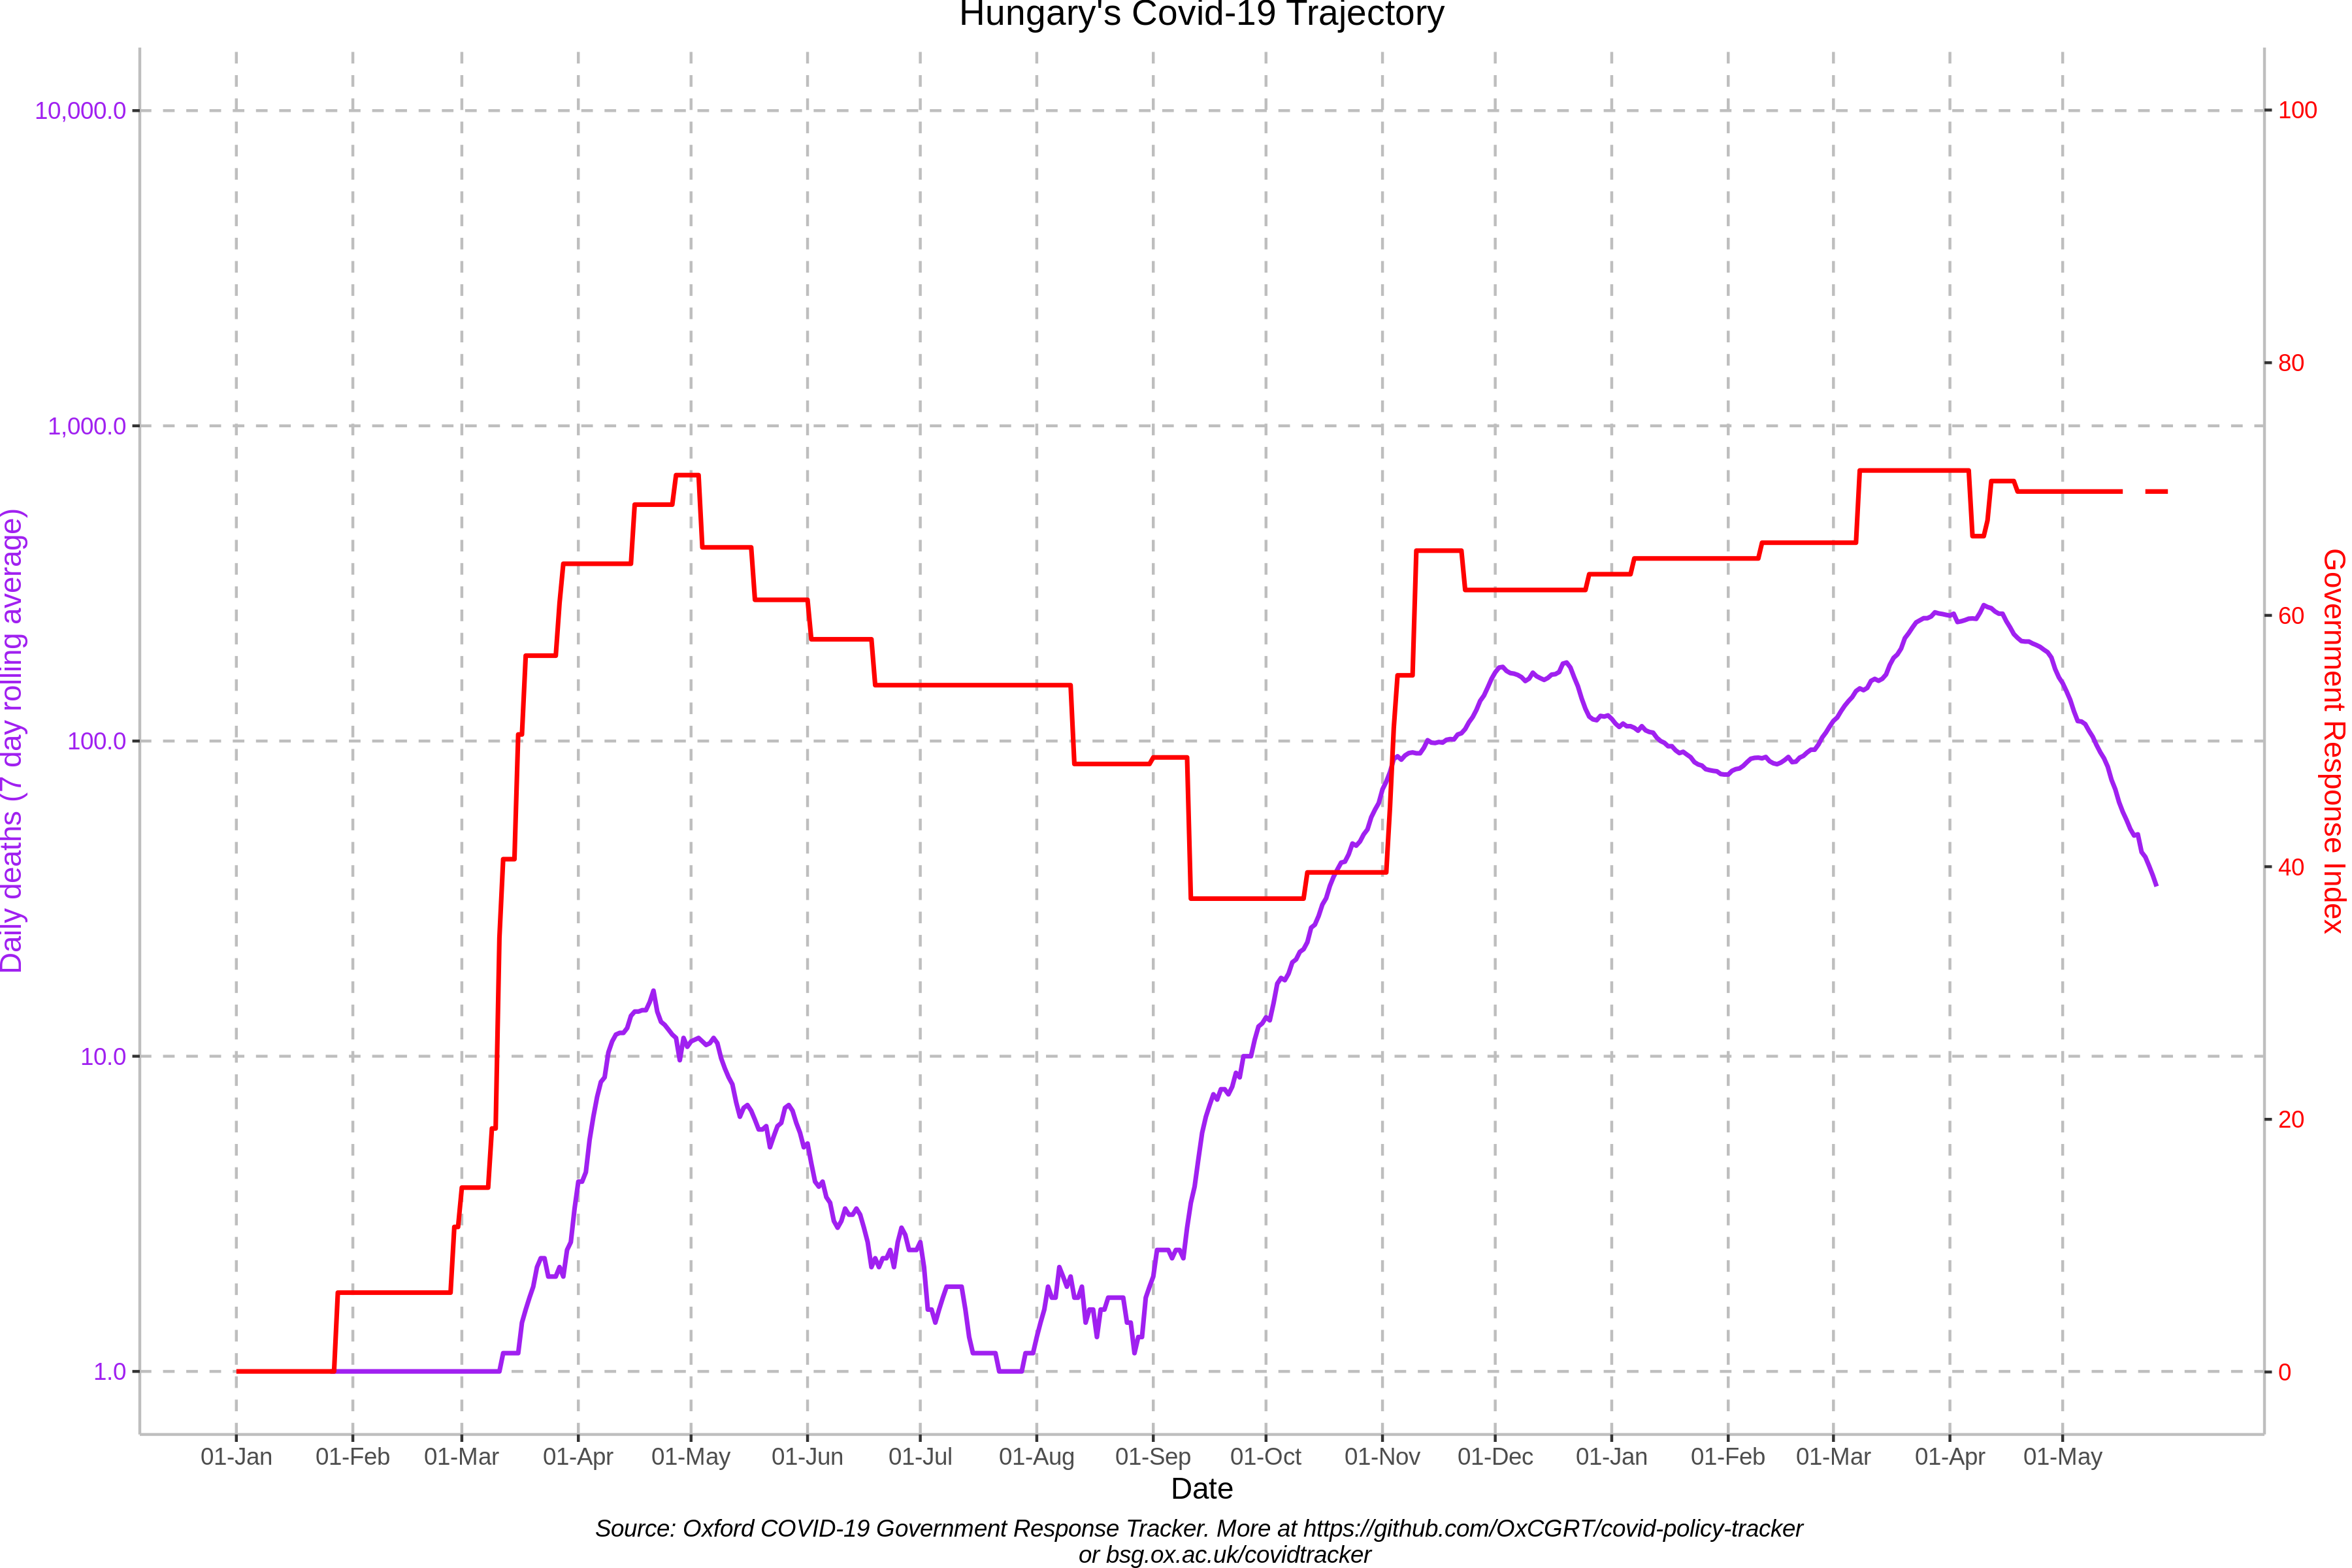 Hungary's Covid-19 Trajectory
10,000.0
1,000.0
100.0
10.0
1.0
Daily deaths (7 day rolling average)
100
80
60
40
20
0
Government Response Index
01-Jan 01-Feb 01-Mar 01-Apr 01-May 01-Jun 01-Jul 01-Aug 01-Sep 01-Oct 01-Nov 01-Dec 01-Jan 01-Feb 01-Mar 01-Apr 01-May
Date
Source: Oxford COVID-19 Government Response Tracker. More at https://github.com/OxCGRT/covid-policy-tracker
or bsg.ox.ac.uk/covidtracker